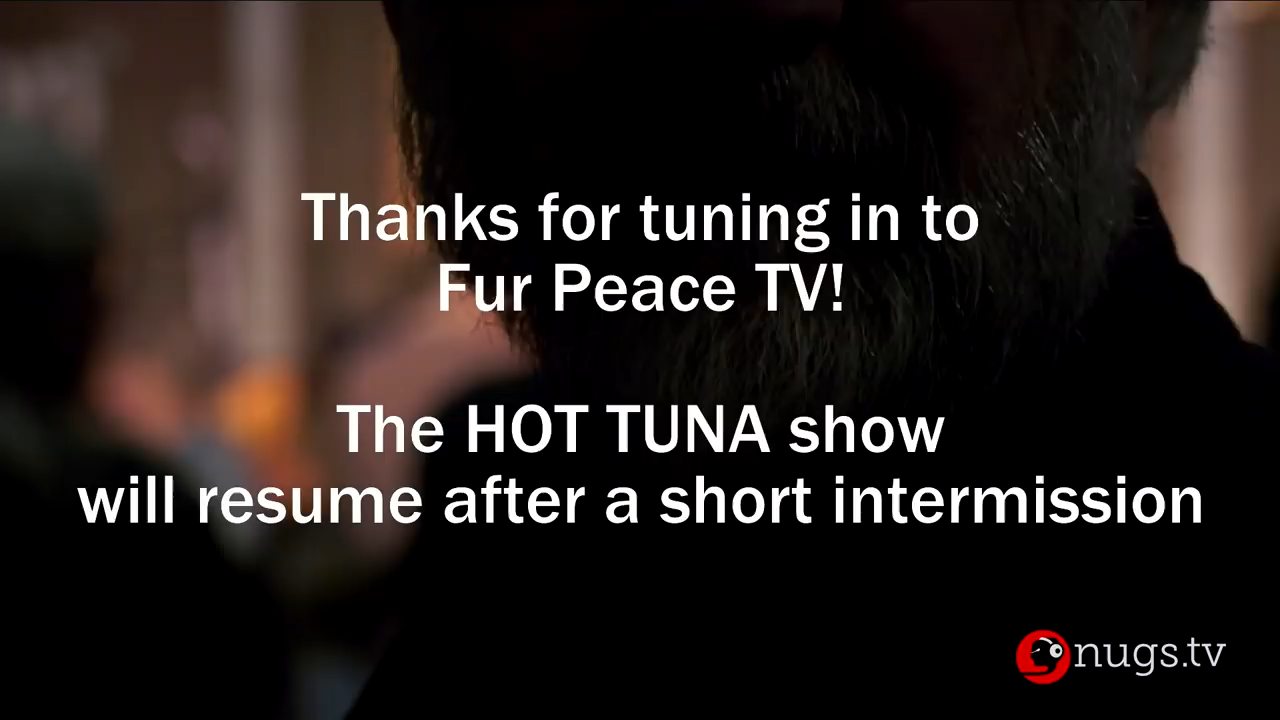 Thanks for tuning in to
Fur Peace TV!
The HOT TUNA show
will resume after a short intermission
nugs.tv